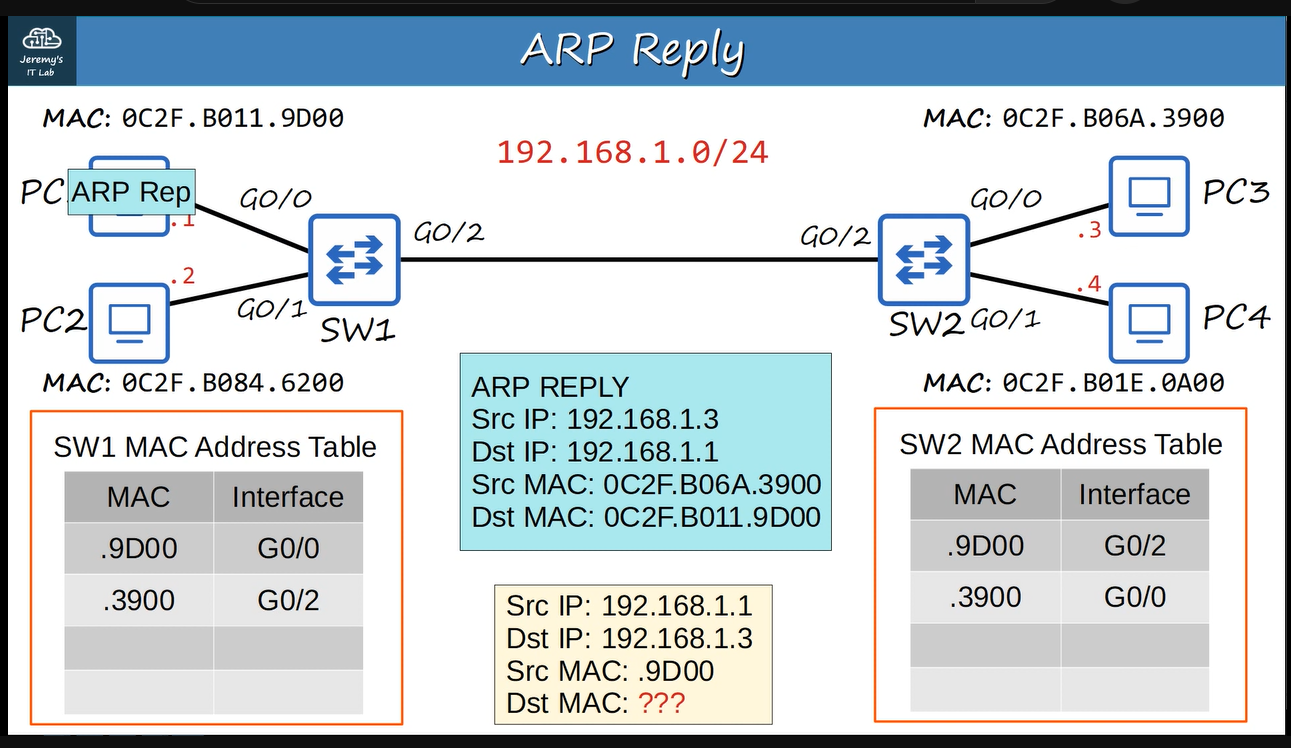 Jeremy's
IT Lab
ARP Reply
MAC: 0C2F.B011.9D00
MAC: 0C2F.B06A.3900
192.168.1.0/24
PC
ARP Rep
.1
G0/0
G0/2
G0/2
G0/0
PC3
.3
.2
PC2
G0/1
SW1
SW2
G0/1
.4
PC4
MAC: 0C2F.B084.6200
MAC: 0C2F.B01E.0A00
ARP REPLY
Src IP: 192.168.1.3
Dst IP: 192.168.1.1
Src MAC: 0C2F.B06A.3900
Dst MAC: 0C2F.B011.9D00
SW1 MAC Address Table
MAC Interface
.9D00 G0/0
.3900 G0/2
Src IP: 192.168.1.1
Dst IP: 192.168.1.3
Src MAC: .9D00
Dst MAC: ???
SW2 MAC Address Table
MAC Interface
.9D00 G0/2
.3900 G0/0